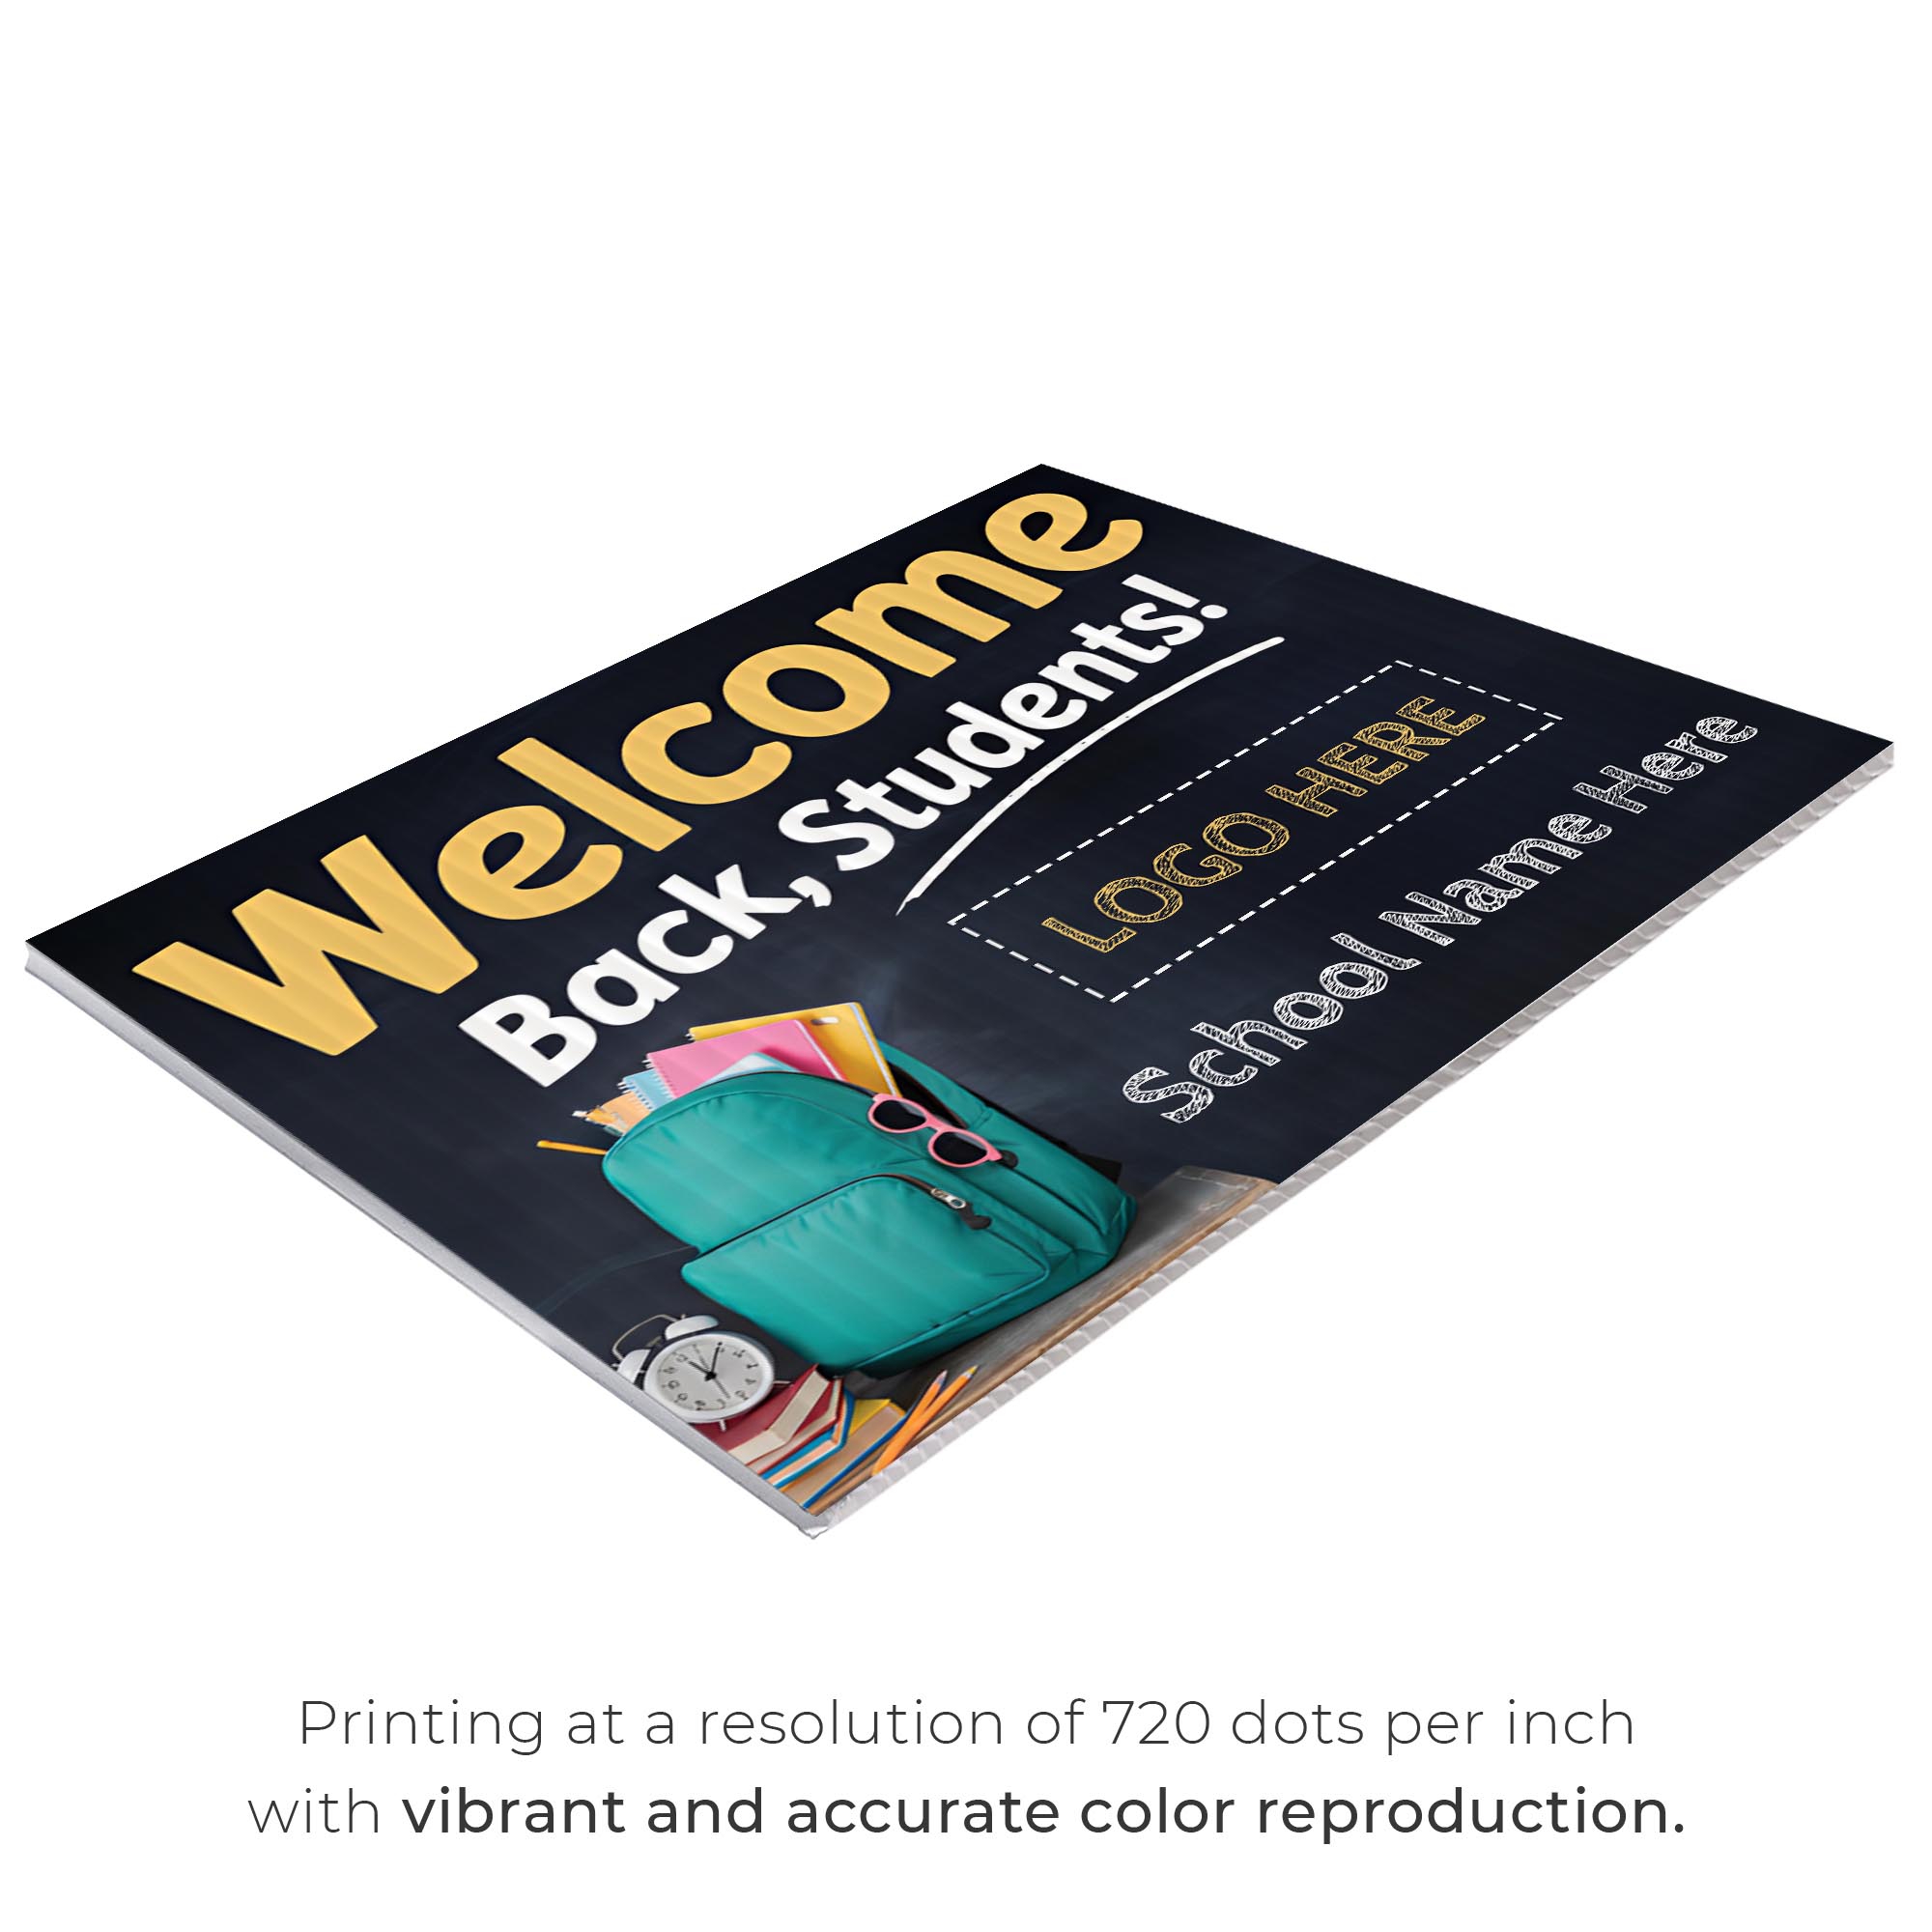 Welcome
Back, Students!
LOGO HERE
School Name Here
Printing at a resolution of 720 dots per inch
with vibrant and accurate color reproduction.